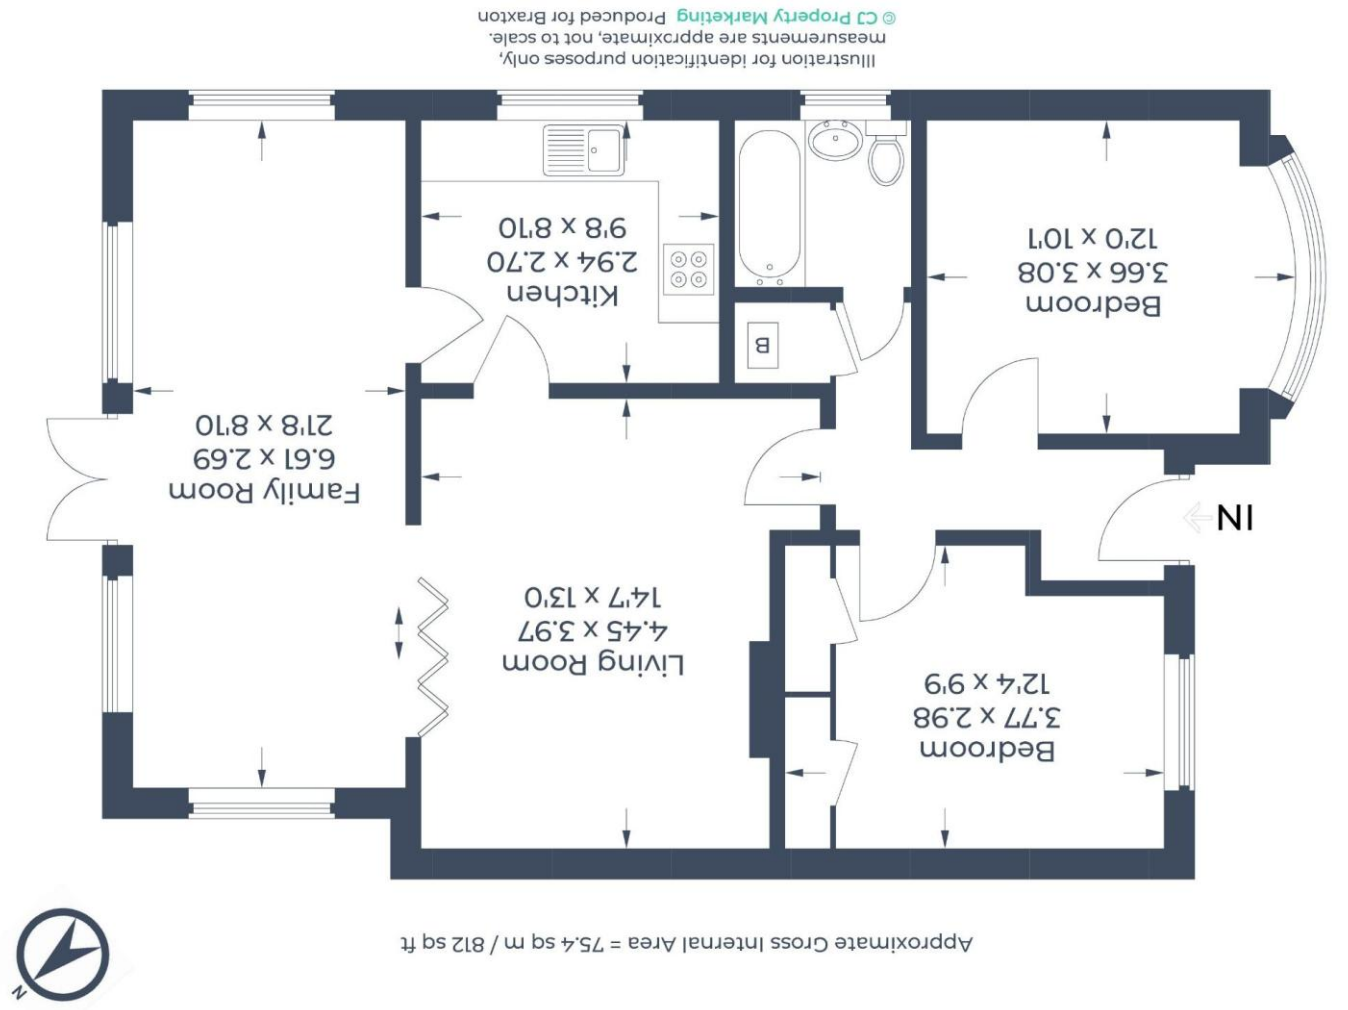 Approximate Gross Internal Area = 75.4 sq m / 812 sq ft
N
Bedroom
3.77 x 2.98
12'4 x 9'9
Living Room
4.45 x 3.97
14'7 x 13'0
Family Room
6.61 x 2.69
21'8 x 8'10
IN
B
Bedroom
3.66 x 3.08
12'0 x 10'1
Kitchen
2.94 x 2.70
9'8 x 8'10
Illustration for identification purposes only,
measurements are approximate, not to scale.
© CJ Property Marketing Produced for Braxton